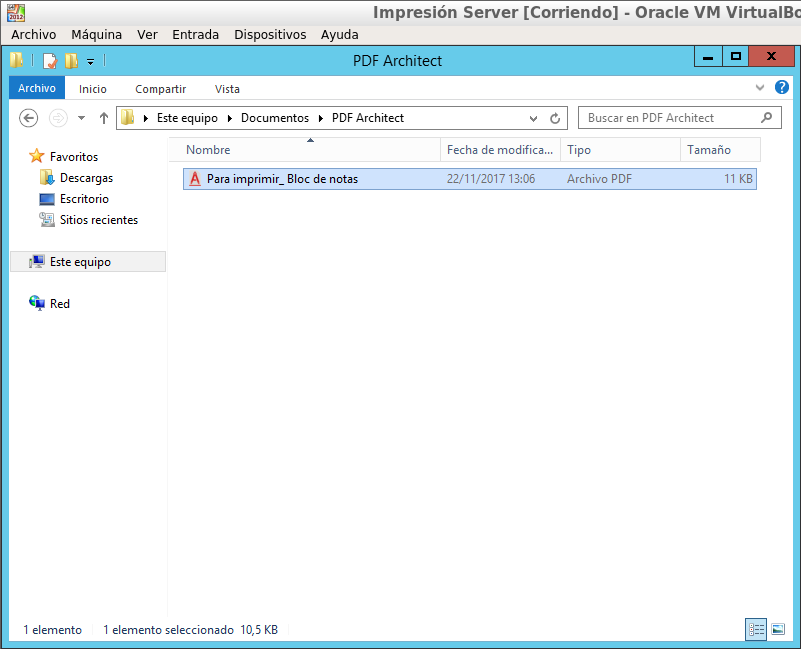 Impresión Server [Corriendo] - Oracle VM VirtualBo
Archivo Máquina Ver Entrada Dispositivos Ayuda
PDF Architect
Archivo Inicio Compartir Vista
Este equipo Documentos PDF Architect Buscar en PDF Architect
Nombre Fecha de modifica... Tipo Tamaño
Para imprimir_ Bloc de notas 22/11/2017 13:06 Archivo PDF 11 KB
Favoritos
Descargas
Escritorio
Sitios recientes
Este equipo
Red
1 elemento 1 elemento seleccionado 10,5 KB